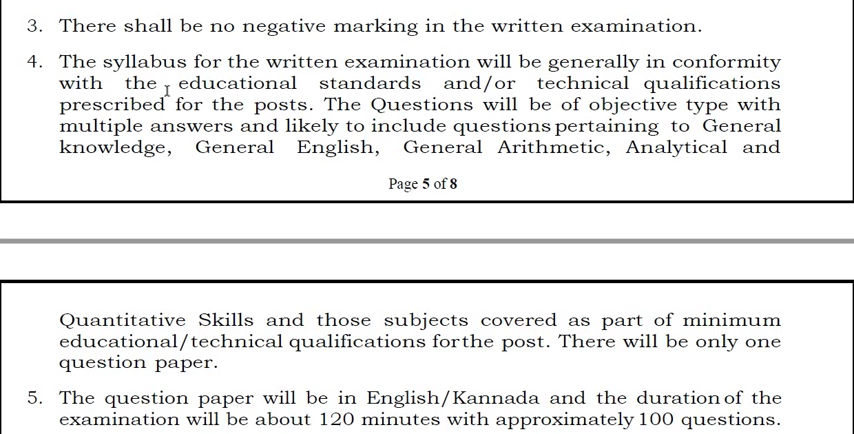 3. There shall be no negative marking in the written examination.
4. The syllabus for the written examination will be generally in conformity
with the educational standards and/or technical qualifications
prescribed for the posts. The Questions will be of objective type with
multiple answers and likely to include questions pertaining to General
knowledge, General English, General Arithmetic, Analytical and
Page 5 of 8
Quantitative Skills and those subjects covered as part of minimum
educational/technical qualifications forthe post. There will be only one
question paper.
5. The question paper will be in English/Kannada and the duration of the
examination will be about 120 minutes with approximately 100 questions.